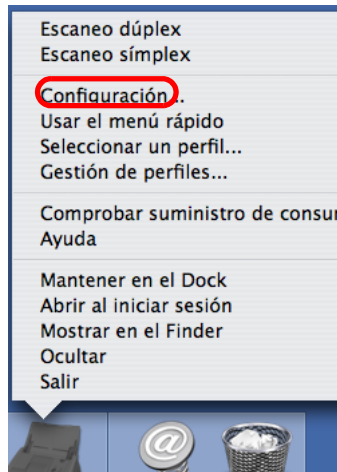 Escaneo dúplex
Escaneo símplex
Configuración...
Usar el menú rápido
Seleccionar un perfil...
Gestión de perfiles...
Comprobar suministro de
Ayuda
Mantener en el Dock
Abrir al iniciar sesión
Mostrar en el Finder
Ocultar
Salir
@